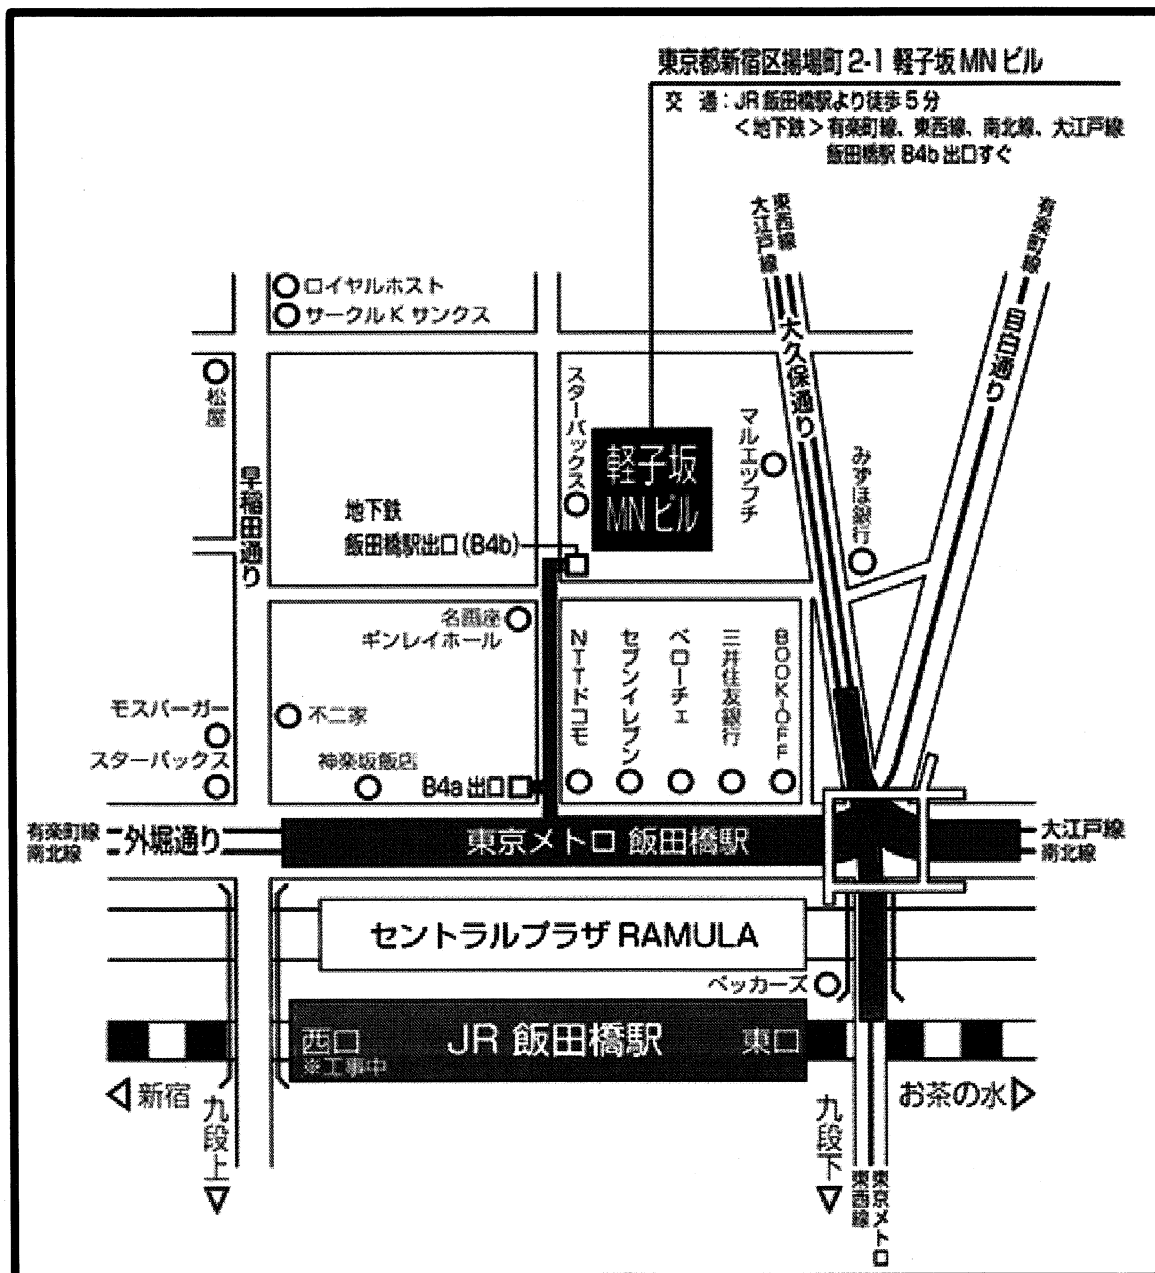 東京都新宿区揚場町2-1 軽子坂MNビル
交　通：JR飯田橋駅より徒歩5分
＜地下鉄＞有楽町線、東西線、南北線、大江戸線
飯田橋駅 B4b 出口すぐ
東西線
大江戸線
有楽町線
ロイヤルホスト
サークルK サンクス
大久保通り
目白通り
松屋
スターバックス
マルエツプチ
軽子坂
MNビル
みずほ銀行
早稲田通り
地下鉄
飯田橋駅出口(B4b)
名画座
ギンレイホール
NTTドコモ
セブンイレブン
ベローチェ
三井住友銀行
BOOK・OFF
モスバーガー
不二家
スターバックス
神楽坂飯店
B4a 出口
有楽町線
南北線
外堀通り
東京メトロ 飯田橋駅
大江戸線
南北線
セントラルプラザ RAMULA
ベッカーズ
西口
※工事中
JR 飯田橋駅
東口
新宿
九段上
九段下
お茶の水
東京メトロ
東西線